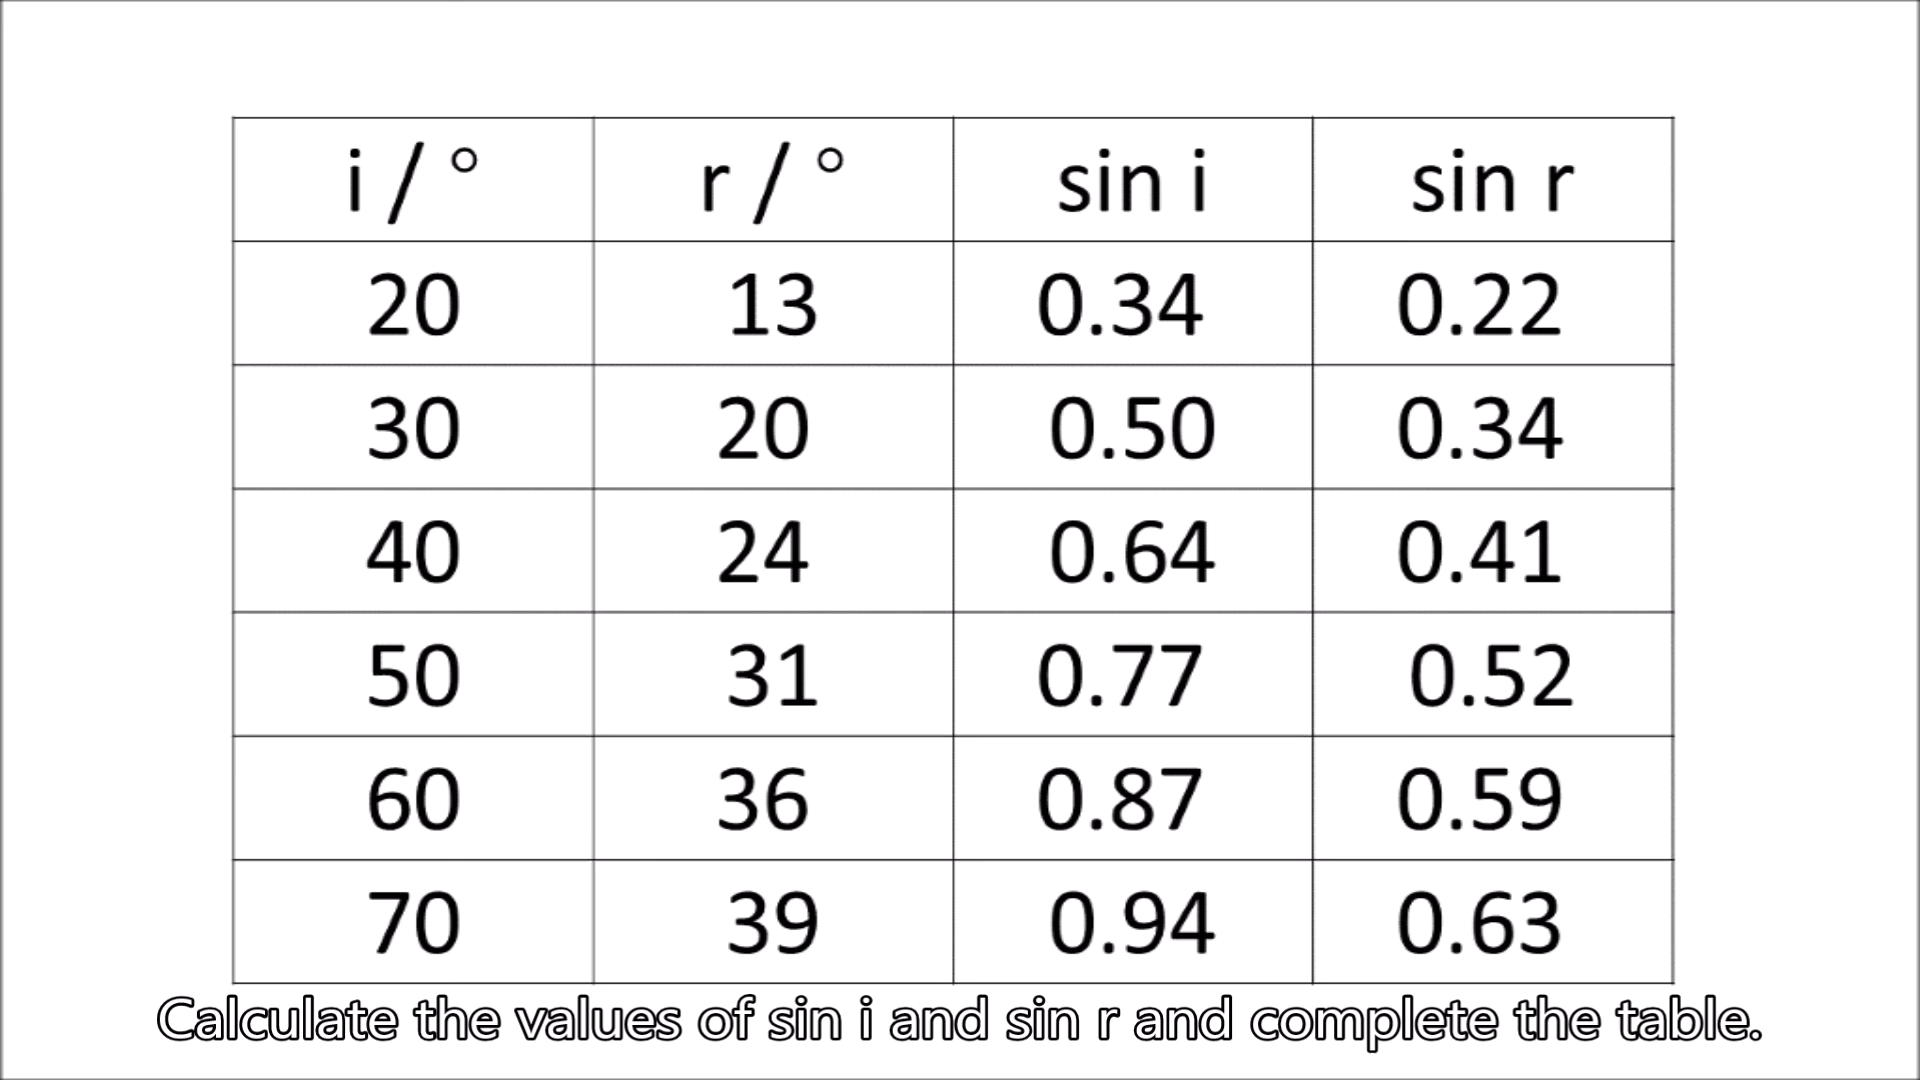 i / ° r / ° sin i sin r
20 13 0.34 0.22
30 20 0.50 0.34
40 24 0.64 0.41
50 31 0.77 0.52
60 36 0.87 0.59
70 39 0.94 0.63
Calculate the values of sin i and sin r and complete the table.